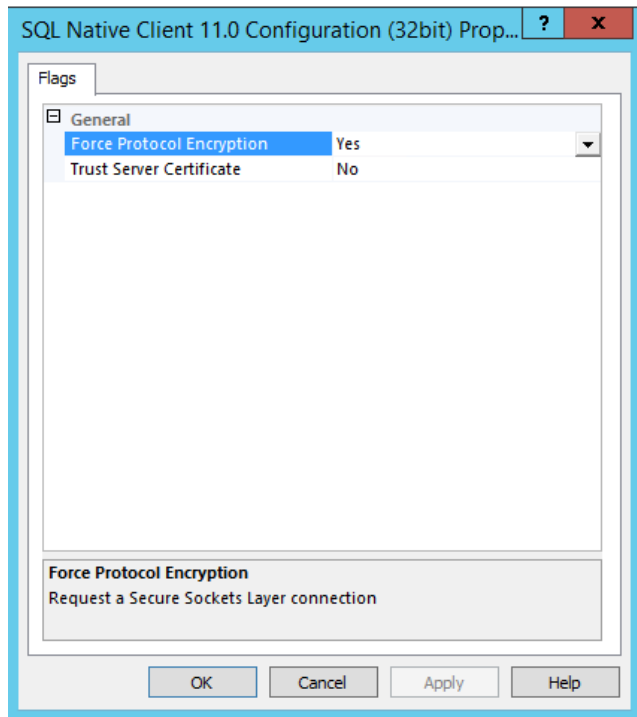 SQL Native Client 11.0 Configuration (32bit) Prop... ? x
Flags
General
Force Protocol Encryption Yes
Trust Server Certificate No
Force Protocol Encryption
Request a Secure Sockets Layer connection
OK Cancel Apply Help